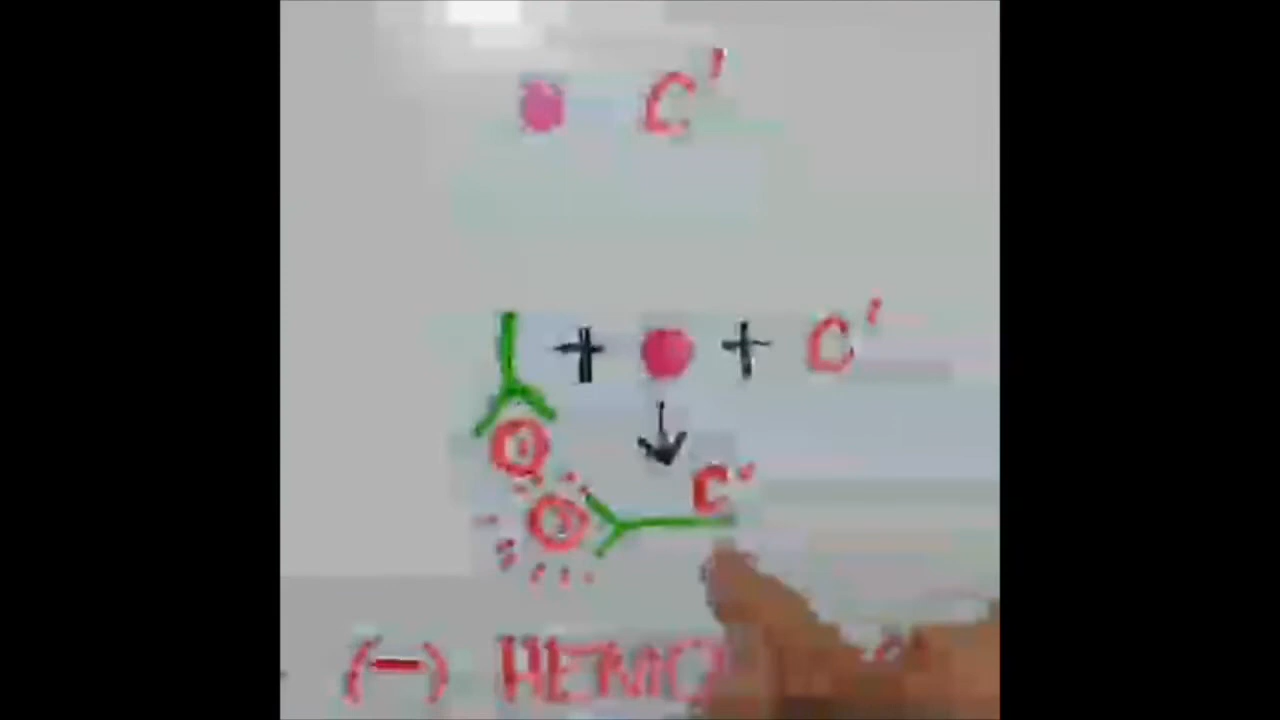 C'
+ + C'
C'
(-) HEMO